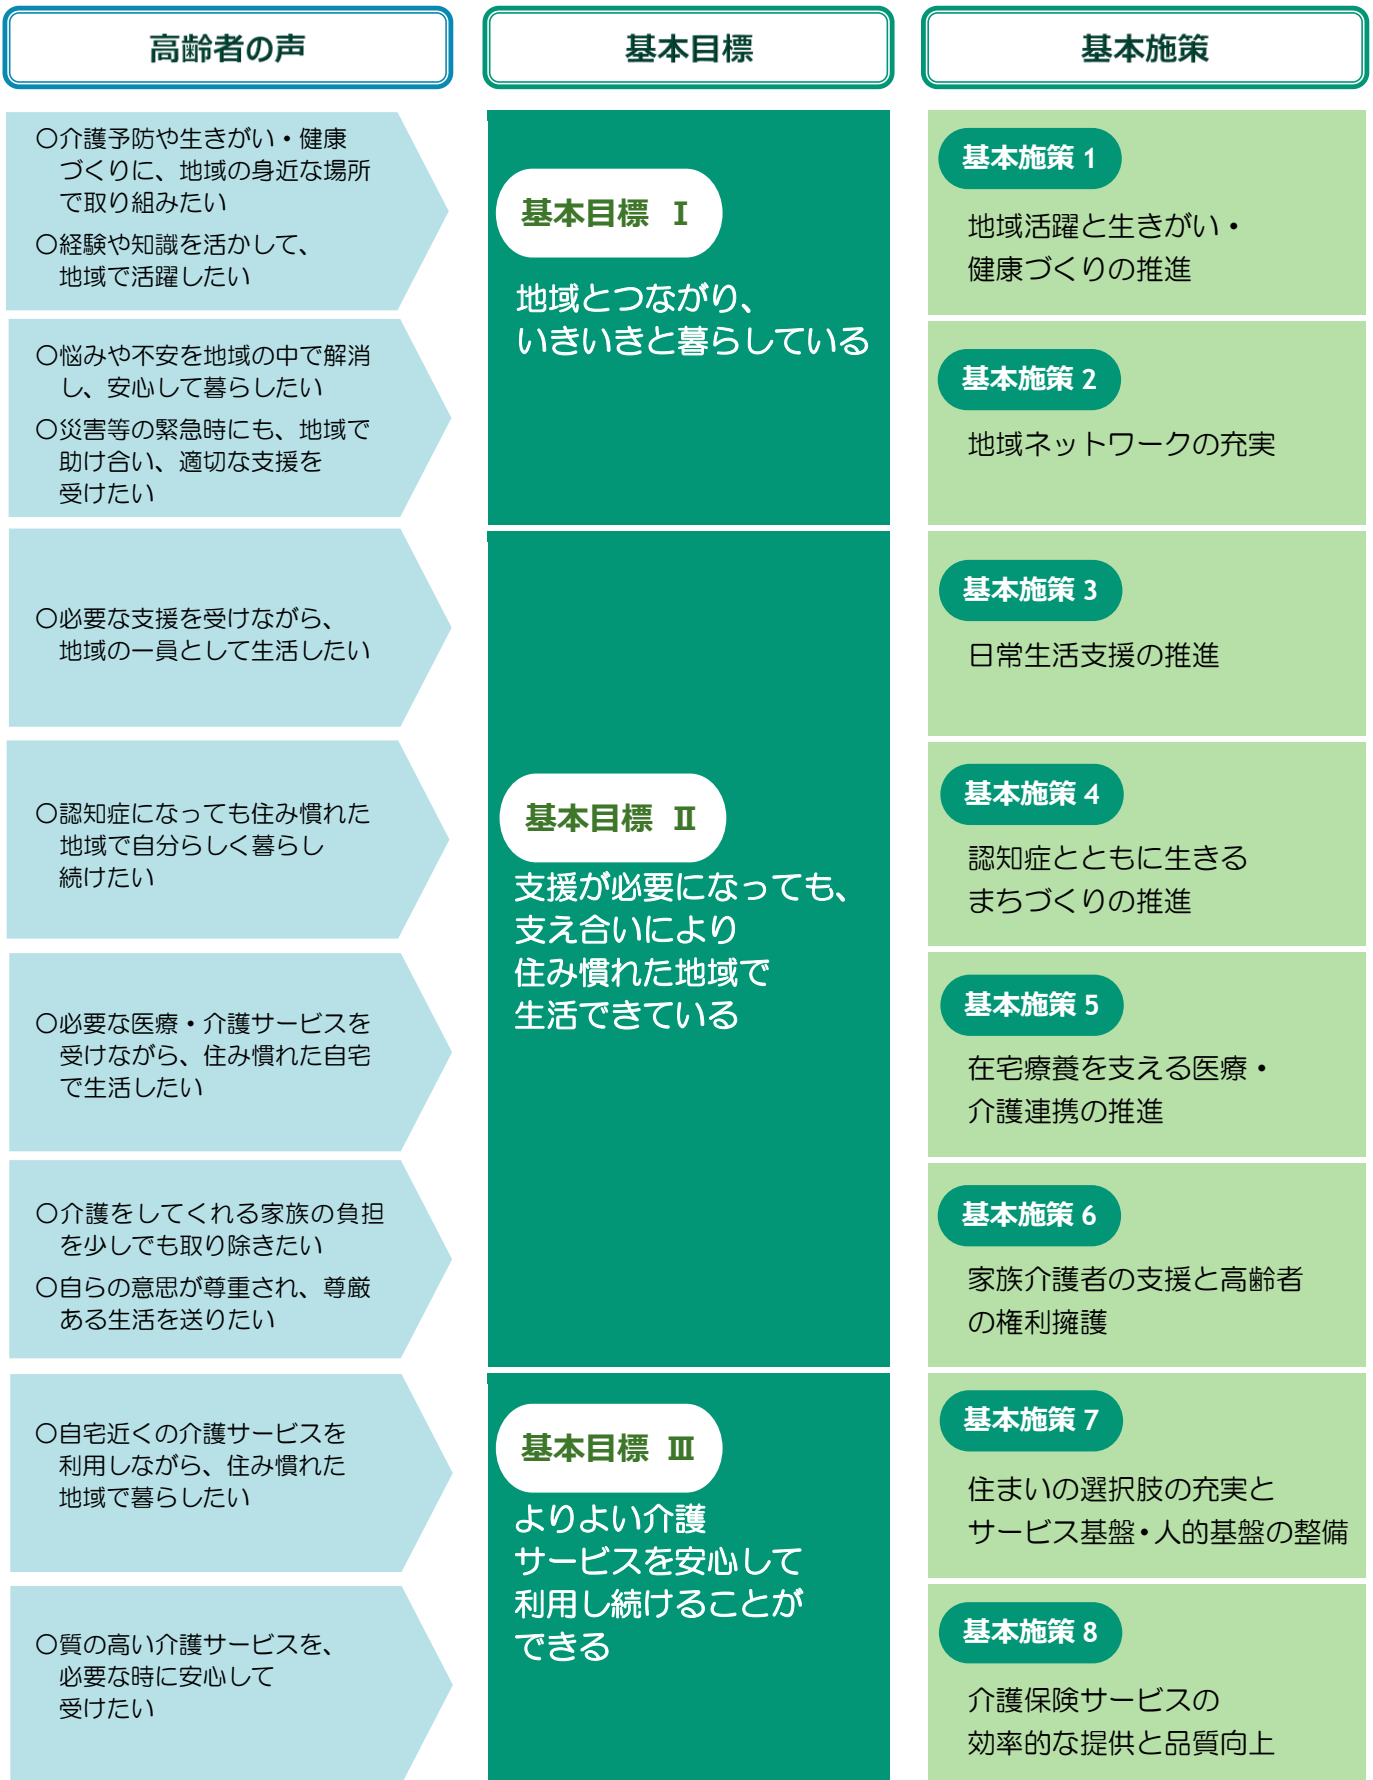 高齢者の声
基本目標
基本施策
〇介護予防や生きがい・健康
づくりに、地域の身近な場所
で取り組みたい
〇経験や知識を活かして、
地域で活躍したい
〇悩みや不安を地域の中で解消
し、安心して暮らしたい
〇災害等の緊急時にも、地域で
助け合い、適切な支援を
受けたい
〇必要な支援を受けながら、
地域の一員として生活したい
〇認知症になっても住み慣れた
地域で自分らしく暮らし
続けたい
〇必要な医療・介護サービスを
受けながら、住み慣れた自宅
で生活したい
〇介護をしてくれる家族の負担
を少しでも取り除きたい
〇自らの意思が尊重され、尊厳
ある生活を送りたい
〇自宅近くの介護サービスを
利用しながら、住み慣れた
地域で暮らしたい
〇質の高い介護サービスを、
必要な時に安心して
受けたい
基本目標 Ⅰ
地域とつながり、
いきいきと暮らしている
基本目標 Ⅱ
支援が必要になっても、
支え合いにより
住み慣れた地域で
生活できている
基本目標 Ⅲ
よりよい介護
サービスを安心して
利用し続けることが
できる
基本施策 1
地域活躍と生きがい・
健康づくりの推進
基本施策 2
地域ネットワークの充実
基本施策 3
日常生活支援の推進
基本施策 4
認知症とともに生きる
まちづくりの推進
基本施策 5
在宅療養を支える医療・
介護連携の推進
基本施策 6
家族介護者の支援と高齢者
の権利擁護
基本施策 7
住まいの選択肢の充実と
サービス基盤・人的基盤の整備
基本施策 8
介護保険サービスの
効率的な提供と品質向上